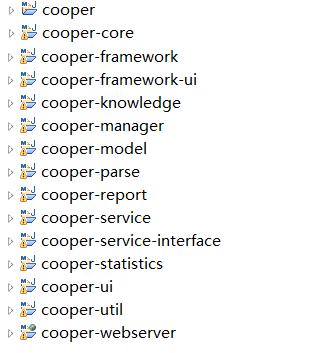 cooper
cooper-core
cooper-framework
cooper-framework-ui
cooper-knowledge
cooper-manager
cooper-model
cooper-parse
cooper-report
cooper-service
cooper-service-interface
cooper-statistics
cooper-ui
cooper-util
cooper-webserver